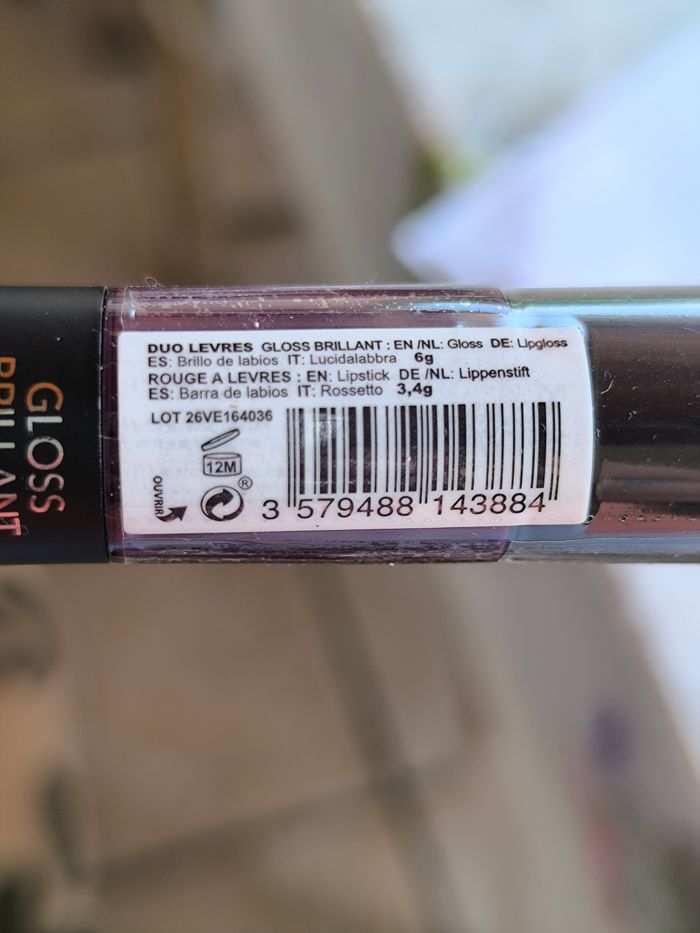 DUO LEVRES GLOSS BRILLANT : EN /NL: Gloss DE: Lipgloss
ES: Brillo de labios IT: Lucidalabbra 6g
ROUGE A LEVRES : EN: Lipstick DE /NL: Lippenstift
ES: Barra de labios IT: Rossetto 3,4g
LOT 26VE164036
12M
OUVRIR
®
3 579488 143884
GLOSS
BRILLANT